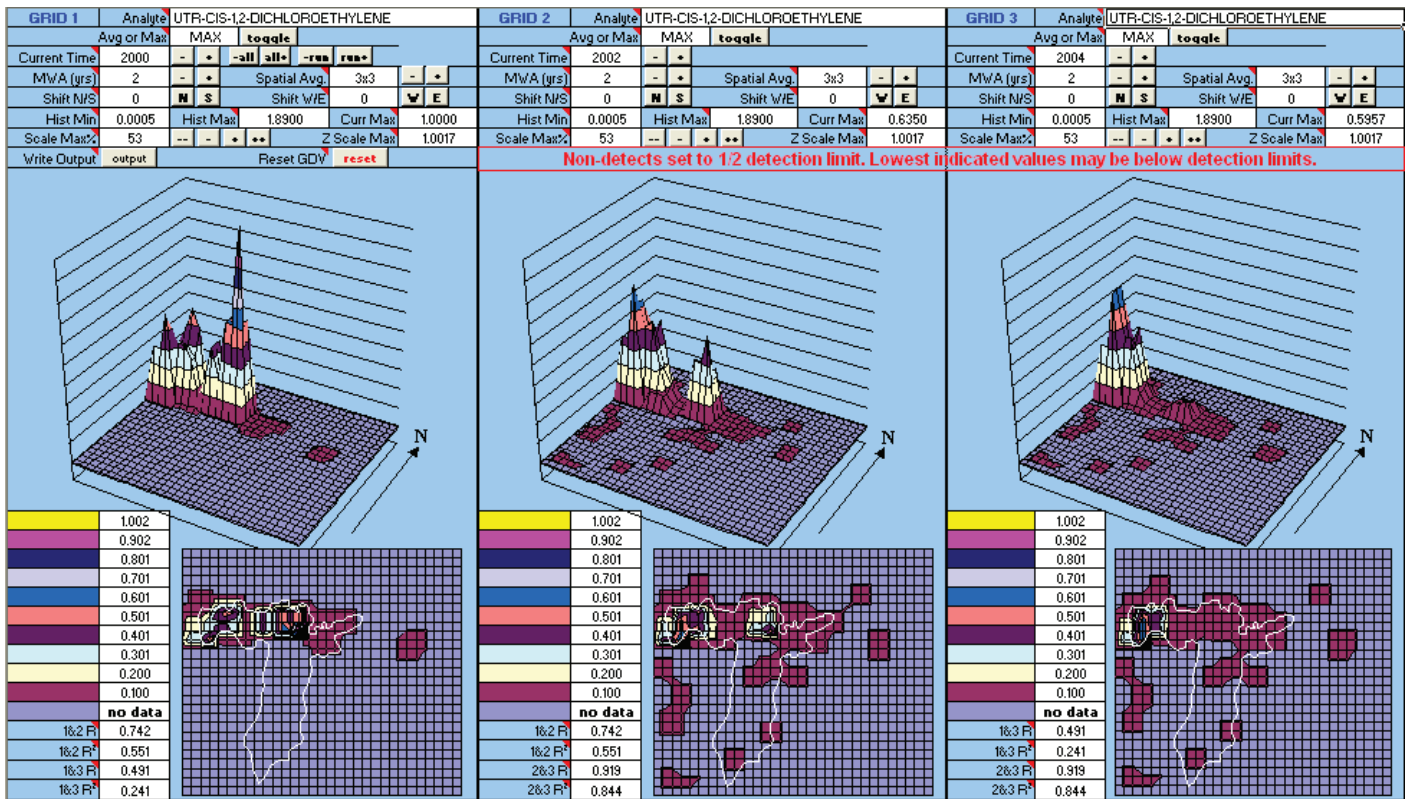 GRID 1 Analyte UTR-CIS-1,2-DICHLOROETHYLENE
Avg or Max MAX toggle
Current Time 2000 - + -all all+ -run run+
MWA (yrs) 2 - + Spatial Avg. 3x3 - +
Shift N/S 0 N S Shift W/E 0 W E
Hist Min 0.0005 Hist Max 1.8900 Curr Max 1.0000
Scale Max% 53 -- - + ++ Z Scale Max 1.0017
Write Output output Reset GDV reset
N
1.002
0.902
0.801
0.701
0.601
0.501
0.401
0.301
0.200
0.100
no data
1&2 R 0.742
1&2 R² 0.551
1&3 R 0.491
1&3 R² 0.241
GRID 2 Analyte UTR-CIS-1,2-DICHLOROETHYLENE
Avg or Max MAX toggle
Current Time 2002 - +
MWA (yrs) 2 - + Spatial Avg. 3x3 - +
Shift N/S 0 N S Shift W/E 0 W E
Hist Min 0.0005 Hist Max 1.8900 Curr Max 0.6350
Scale Max% 53 -- - + ++ Z Scale Max 1.0017
Non-detects set to 1/2 detection limit. Lowest indicated values may be below detection limits.
N
1.002
0.902
0.801
0.701
0.601
0.501
0.401
0.301
0.200
0.100
no data
1&2 R 0.742
1&2 R² 0.551
2&3 R 0.919
2&3 R² 0.844
GRID 3 Analyte UTR-CIS-1,2-DICHLOROETHYLENE
Avg or Max MAX toggle
Current Time 2004 - +
MWA (yrs) 2 - + Spatial Avg. 3x3 - +
Shift N/S 0 N S Shift W/E 0 W E
Hist Min 0.0005 Hist Max 1.8900 Curr Max 0.5957
Scale Max% 53 -- - + ++ Z Scale Max 1.0017
N
1.002
0.902
0.801
0.701
0.601
0.501
0.401
0.301
0.200
0.100
no data
1&3 R 0.491
1&3 R² 0.241
2&3 R 0.919
2&3 R² 0.844